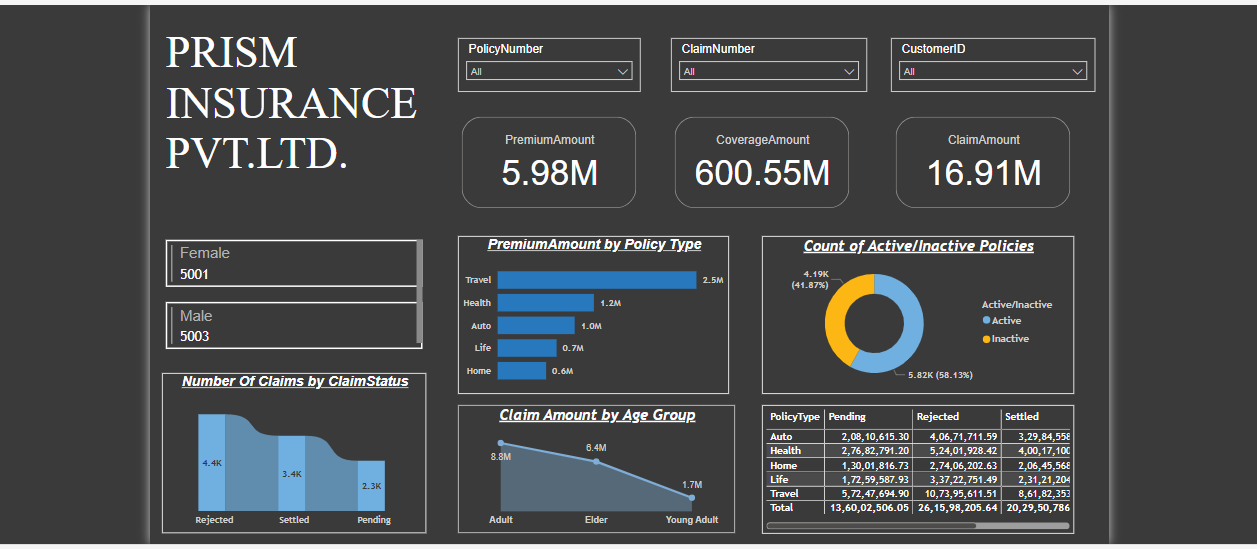 PRISM
INSURANCE
PVT.LTD.
PolicyNumber
All
ClaimNumber
All
CustomerID
All
PremiumAmount
5.98M
CoverageAmount
600.55M
ClaimAmount
16.91M
Female
5001
Male
5003
PremiumAmount by Policy Type
Travel 2.5M
Health 1.2M
Auto 1.0M
Life 0.7M
Home 0.6M
Count of Active/Inactive Policies
4.19K
(41.87%)
5.82K (58.13%)
Active/Inactive
Active
Inactive
Number Of Claims by ClaimStatus
4.4K
3.4K
2.3K
Rejected Settled Pending
Claim Amount by Age Group
8.8M
6.4M
1.7M
Adult Elder Young Adult
PolicyType Pending Rejected Settled
Auto 2,08,10,615.30 4,06,71,711.59 3,29,84,558
Health 2,76,82,791.20 5,24,01,928.42 4,00,17,100
Home 1,30,01,816.73 2,74,06,202.63 2,06,45,568
Life 1,72,59,587.93 3,37,22,751.49 2,31,21,204
Travel 5,72,47,694.90 10,73,95,611.51 8,61,82,353
Total 13,60,02,506.05 26,15,98,205.64 20,29,50,786